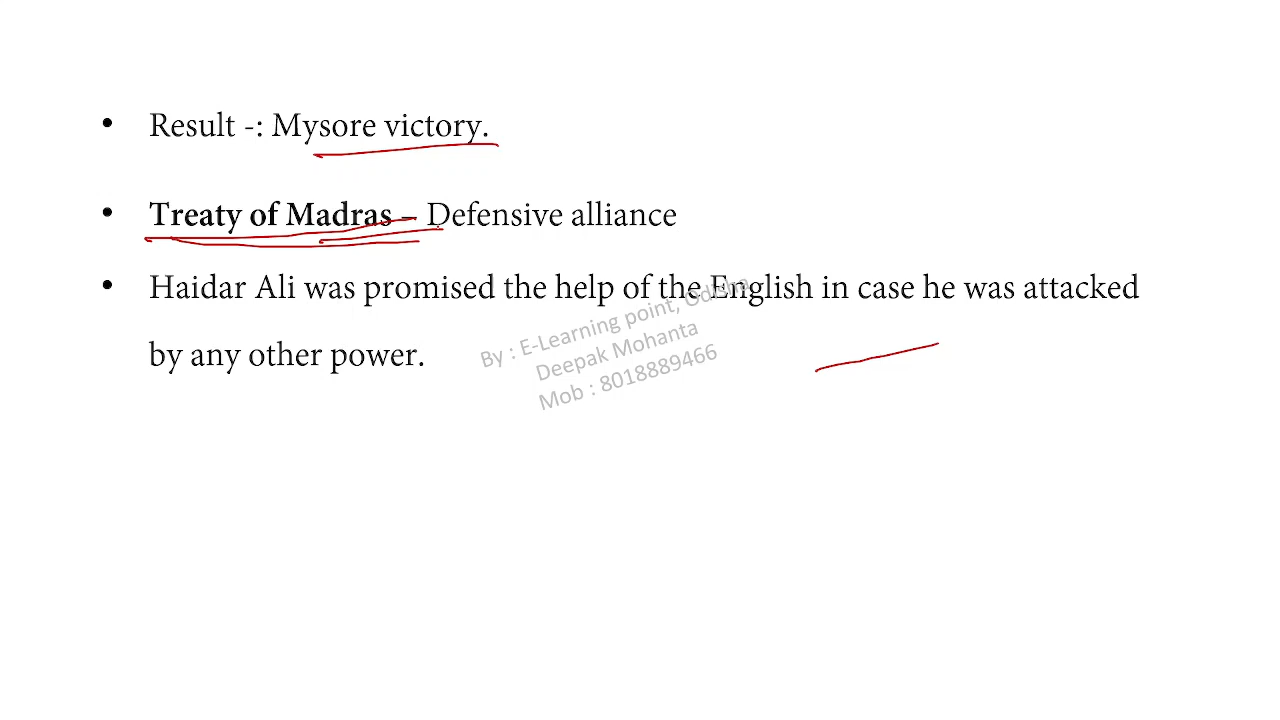 • Result -: Mysore victory.
• Treaty of Madras – Defensive alliance
• Haidar Ali was promised the help of the English in case he was attacked
by any other power.
By : E-Learning point, Odisha
Deepak Mohanta
Mob : 8018889466